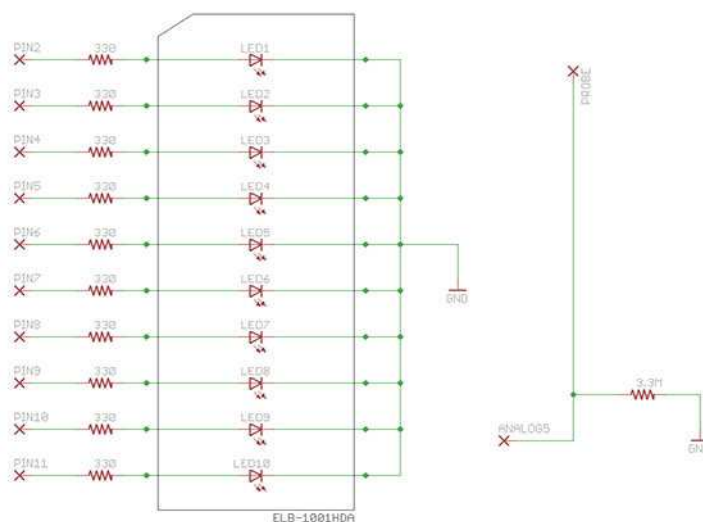 PIN2 330 LED1
PIN3 330 LED2
PIN4 330 LED3
PIN5 330 LED4
PIN6 330 LED5
PIN7 330 LED6
PIN8 330 LED7
PIN9 330 LED8
PIN10 330 LED9
PIN11 330 LED10
ELB-1001HDA
GND
PROBE
3.3M
ANALOG5
GN